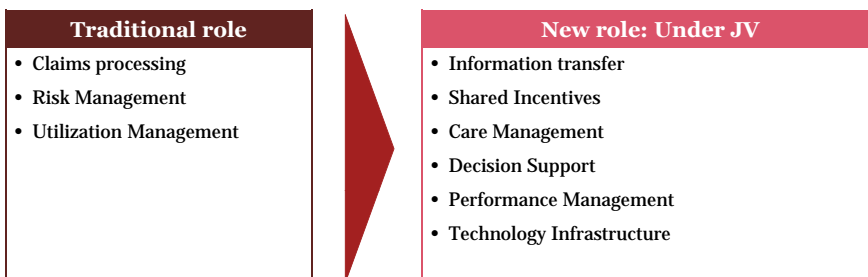 Traditional role
• Claims processing
• Risk Management
• Utilization Management
New role: Under JV
• Information transfer
• Shared Incentives
• Care Management
• Decision Support
• Performance Management
• Technology Infrastructure